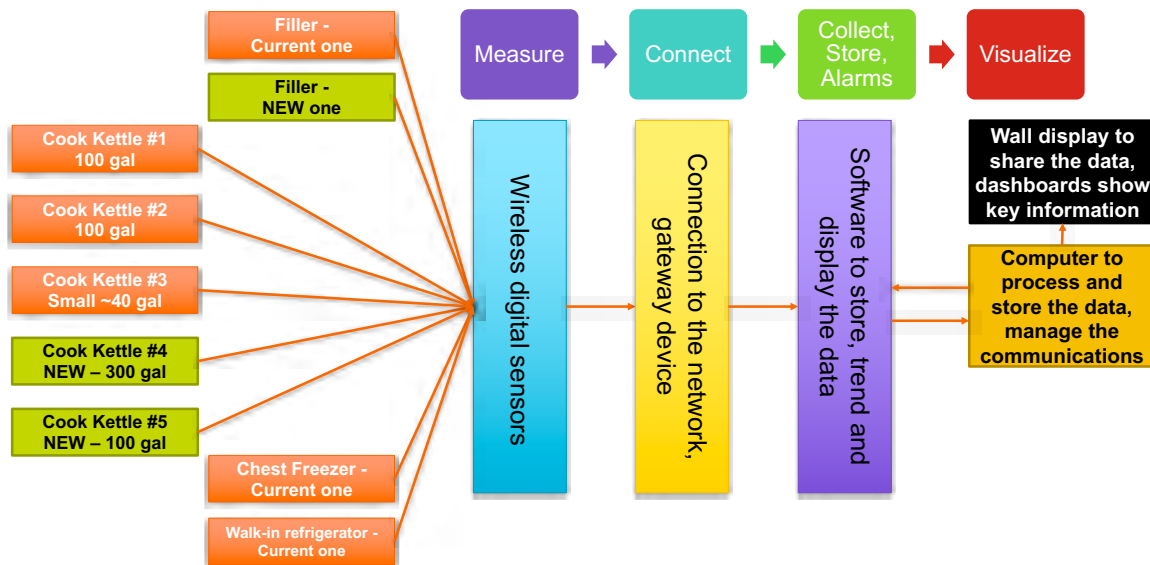 Filler -
Current one
Filler -
NEW one
Cook Kettle #1
100 gal
Cook Kettle #2
100 gal
Cook Kettle #3
Small ~40 gal
Cook Kettle #4
NEW – 300 gal
Cook Kettle #5
NEW – 100 gal
Chest Freezer -
Current one
Walk-in refrigerator -
Current one
Measure
Connect
Collect,
Store,
Alarms
Visualize
Wireless digital sensors
Connection to the network,
gateway device
Software to store, trend and
display the data
Wall display to
share the data,
dashboards show
key information
Computer to
process and
store the data,
manage the
communications